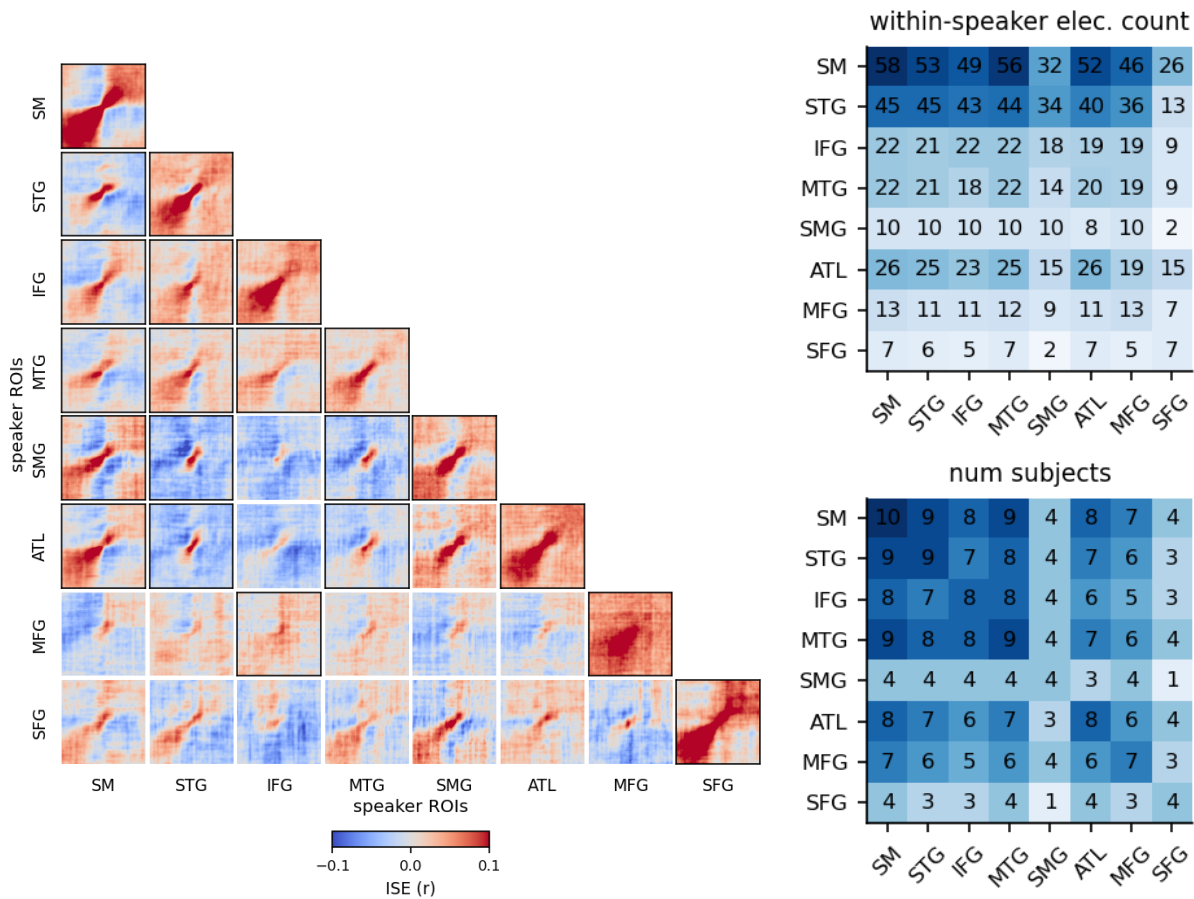 speaker ROIs
SM
STG
IFG
MTG
SMG
ATL
MFG
SFG
SM STG IFG MTG SMG ATL MFG SFG
speaker ROIs
−0.1 0.0 0.1
ISE (r)
within-speaker elec. count
SM 58 53 49 56 32 52 46 26
STG 45 45 43 44 34 40 36 13
IFG 22 21 22 22 18 19 19 9
MTG 22 21 18 22 14 20 19 9
SMG 10 10 10 10 10 8 10 2
ATL 26 25 23 25 15 26 19 15
MFG 13 11 11 12 9 11 13 7
SFG 7 6 5 7 2 7 5 7
SM STG IFG MTG SMG ATL MFG SFG
num subjects
SM 10 9 8 9 4 8 7 4
STG 9 9 7 8 4 7 6 3
IFG 8 7 8 8 4 6 5 3
MTG 9 8 8 9 4 7 6 4
SMG 4 4 4 4 4 3 4 1
ATL 8 7 6 7 3 8 6 4
MFG 7 6 5 6 4 6 7 3
SFG 4 3 3 4 1 4 3 4
SM STG IFG MTG SMG ATL MFG SFG